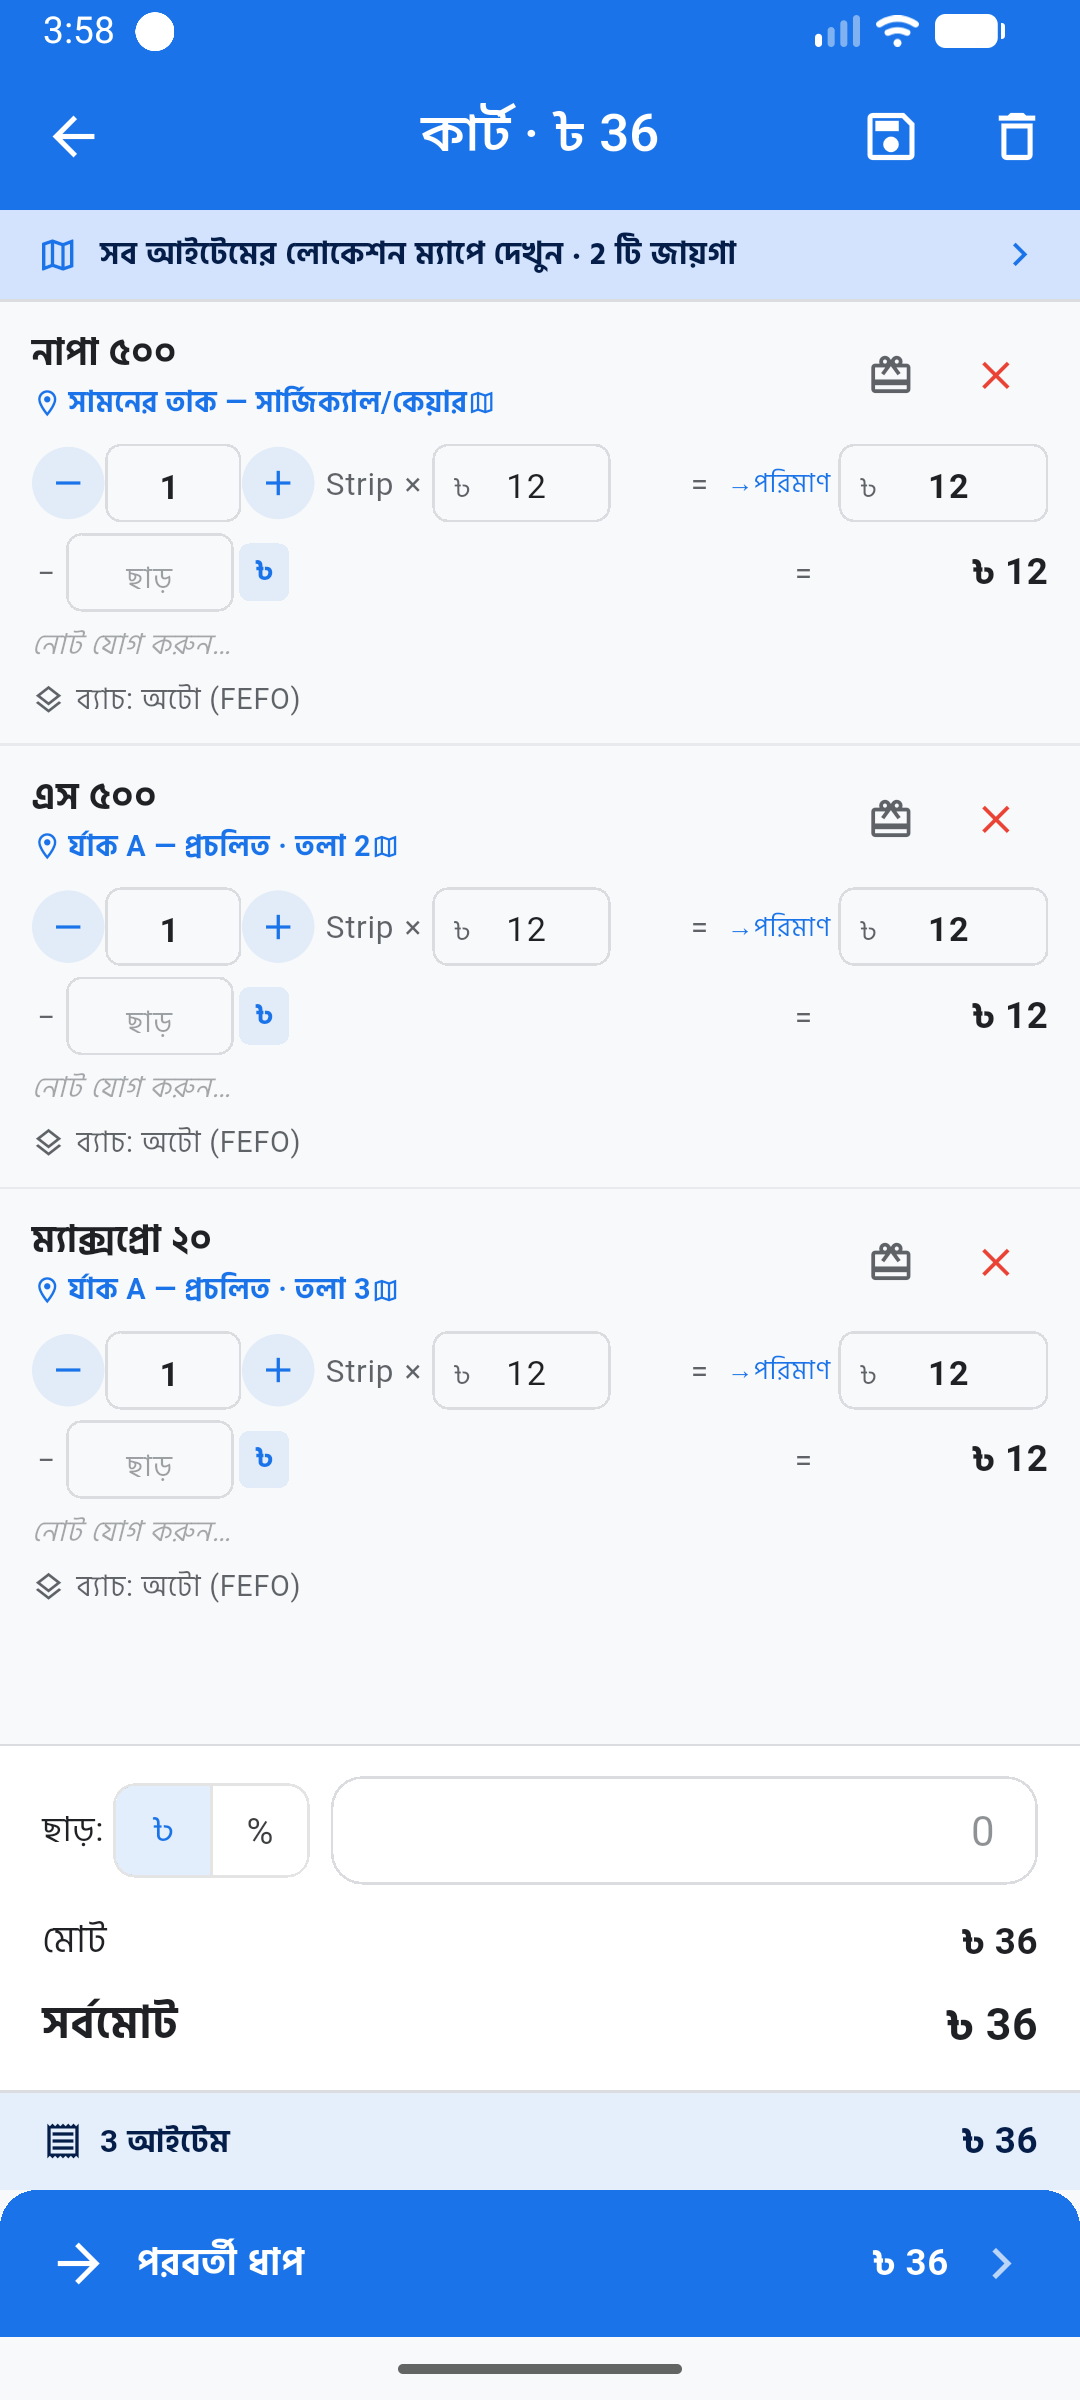 3:58
কার্ট · ৳ 36
সব আইটেমের লোকেশন ম্যাপে দেখুন · 2 টি জায়গা
নাপা ৫০০
সামনের তাক — সার্জিক্যাল/কেয়ার
− 1 + Strip × ৳ 12 = →পরিমাণ ৳ 12
− ছাড় ৳ = ৳ 12
নোট যোগ করুন...
ব্যাচ: অটো (FEFO)
এস ৫০০
র্যাক A — প্রচলিত · তলা 2
− 1 + Strip × ৳ 12 = →পরিমাণ ৳ 12
− ছাড় ৳ = ৳ 12
নোট যোগ করুন...
ব্যাচ: অটো (FEFO)
ম্যাক্সপ্রো ২০
র্যাক A — প্রচলিত · তলা 3
− 1 + Strip × ৳ 12 = →পরিমাণ ৳ 12
− ছাড় ৳ = ৳ 12
নোট যোগ করুন...
ব্যাচ: অটো (FEFO)
ছাড়: ৳ % 0
মোট ৳ 36
সর্বমোট ৳ 36
3 আইটেম ৳ 36
পরবর্তী ধাপ ৳ 36